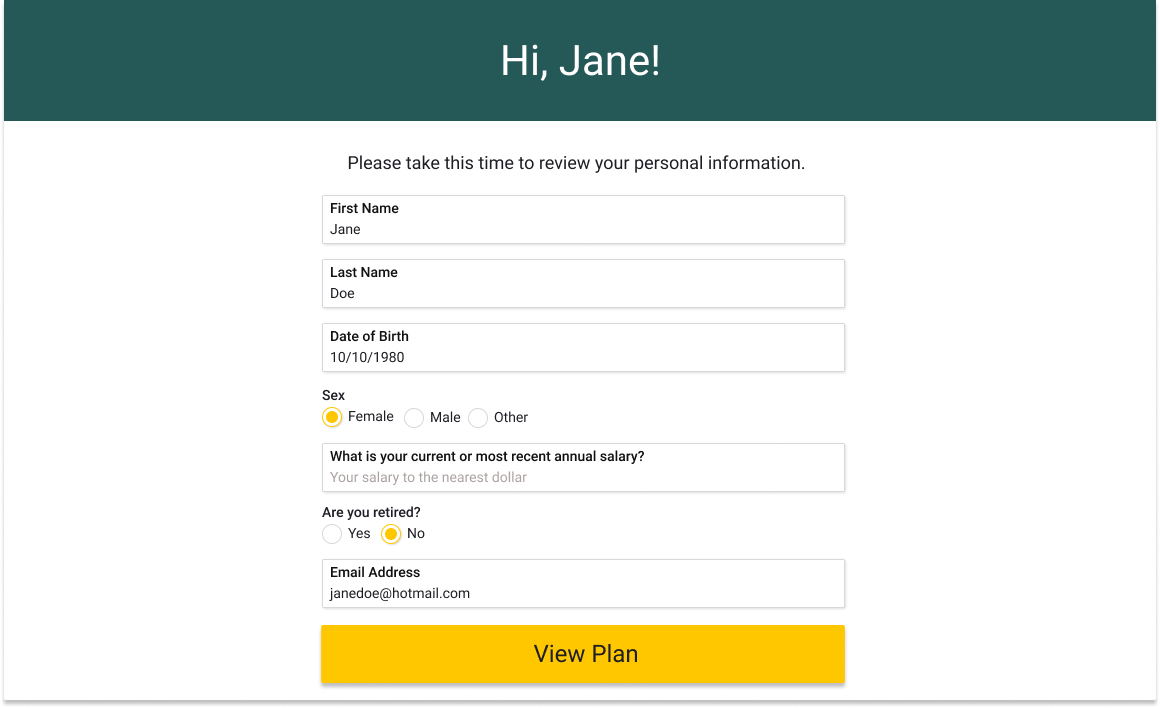 Hi, Jane!
Please take this time to review your personal information.
First Name
Jane
Last Name
Doe
Date of Birth
10/10/1980
Sex
Female Male Other
What is your current or most recent annual salary?
Your salary to the nearest dollar
Are you retired?
Yes No
Email Address
janedoe@hotmail.com
View Plan